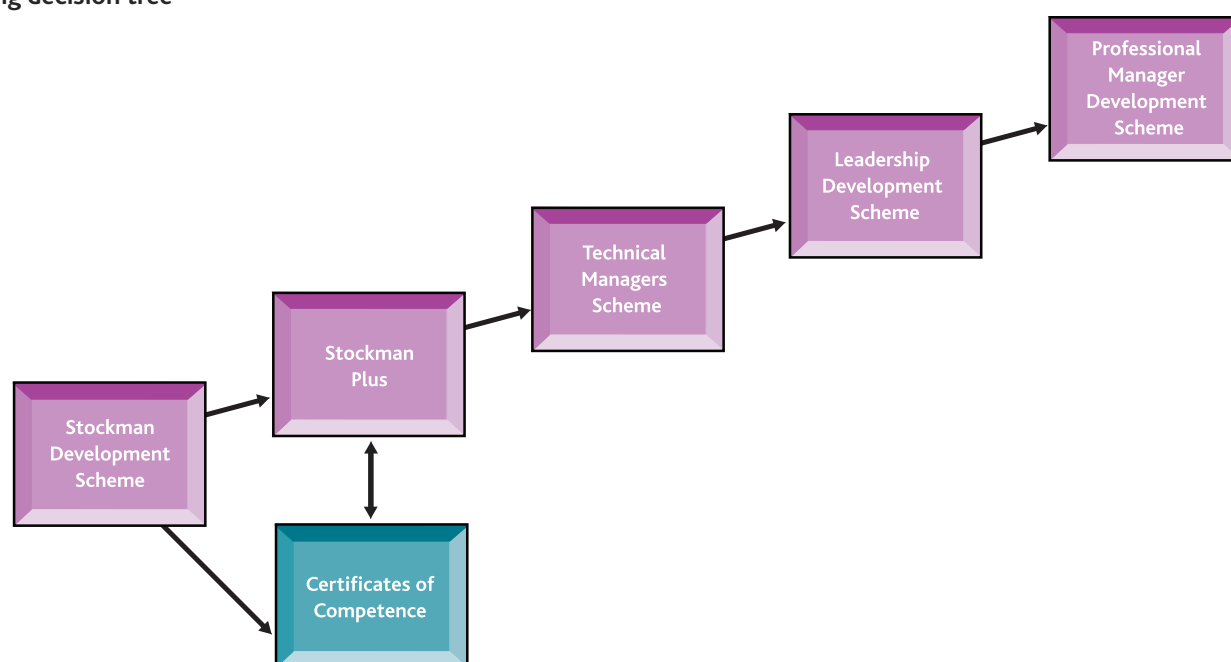 ng decision tree
Professional
Manager
Development
Scheme
Leadership
Development
Scheme
Technical
Managers
Scheme
Stockman
Plus
Stockman
Development
Scheme
Certificates of
Competence